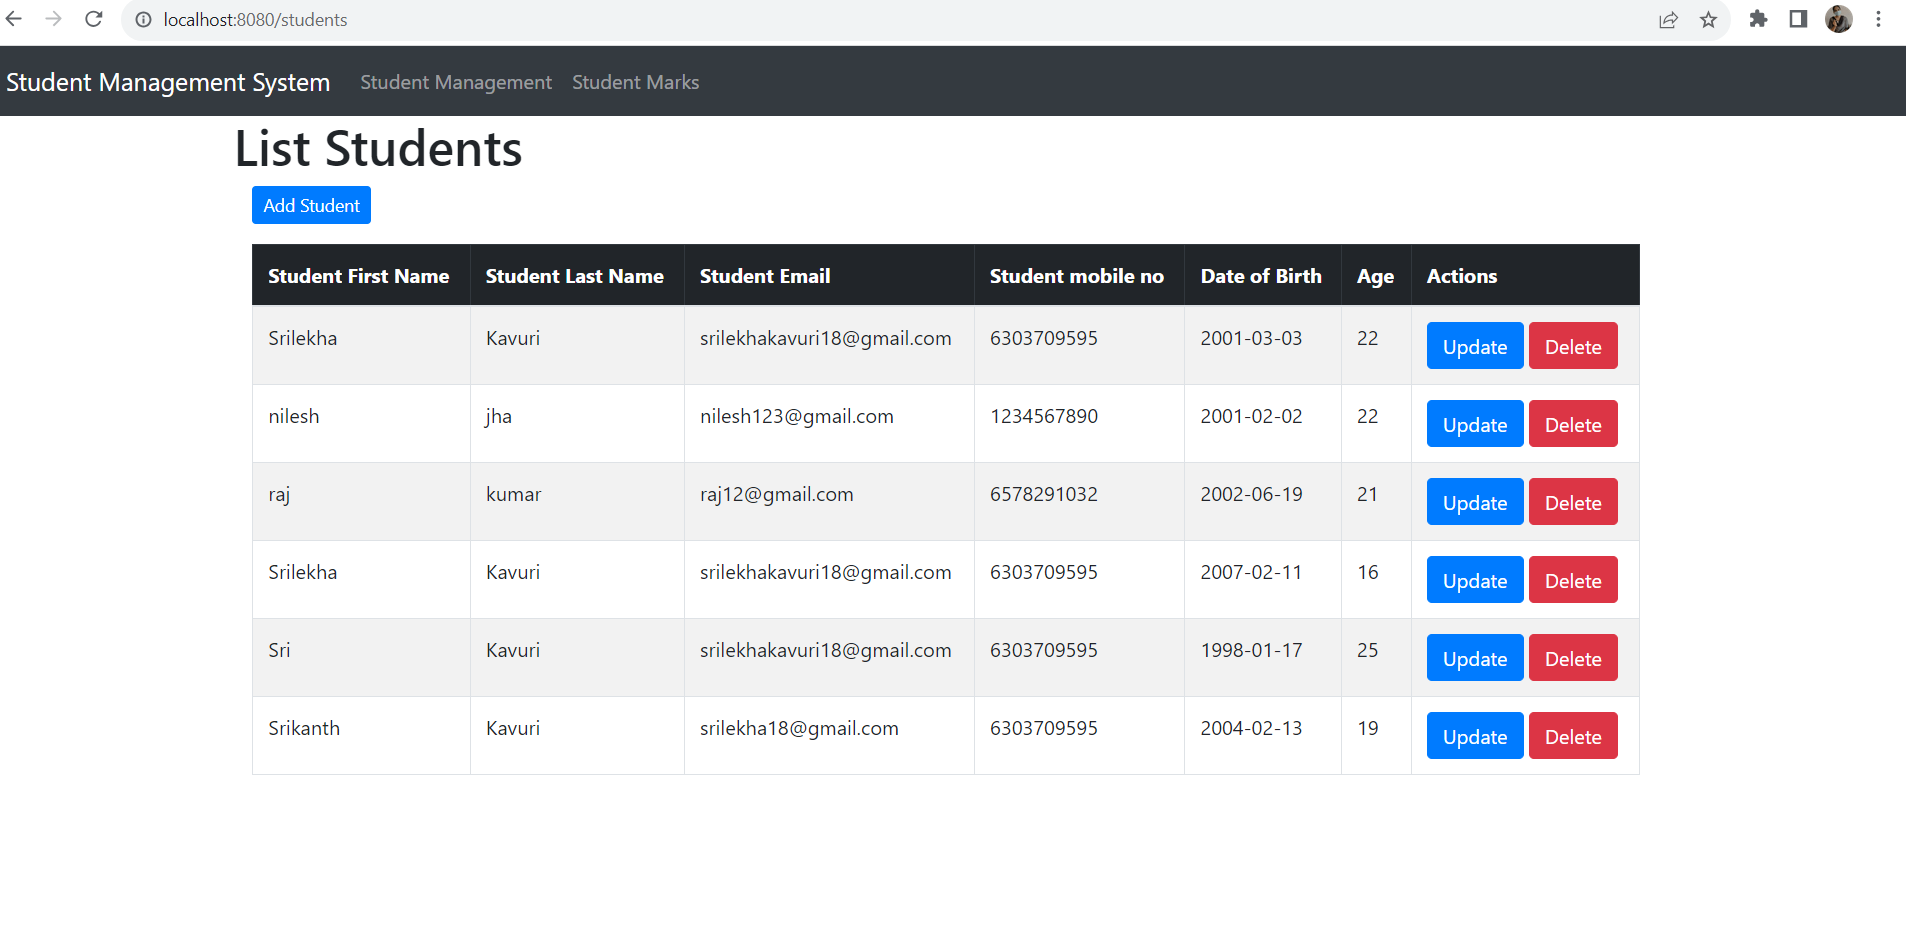 localhost:8080/students
Student Management System Student Management Student Marks
List Students
Add Student
Student First Name Student Last Name Student Email Student mobile no Date of Birth Age Actions
Srilekha Kavuri srilekhakavuri18@gmail.com 6303709595 2001-03-03 22 Update Delete
nilesh jha nilesh123@gmail.com 1234567890 2001-02-02 22 Update Delete
raj kumar raj12@gmail.com 6578291032 2002-06-19 21 Update Delete
Srilekha Kavuri srilekhakavuri18@gmail.com 6303709595 2007-02-11 16 Update Delete
Sri Kavuri srilekhakavuri18@gmail.com 6303709595 1998-01-17 25 Update Delete
Srikanth Kavuri srilekha18@gmail.com 6303709595 2004-02-13 19 Update Delete